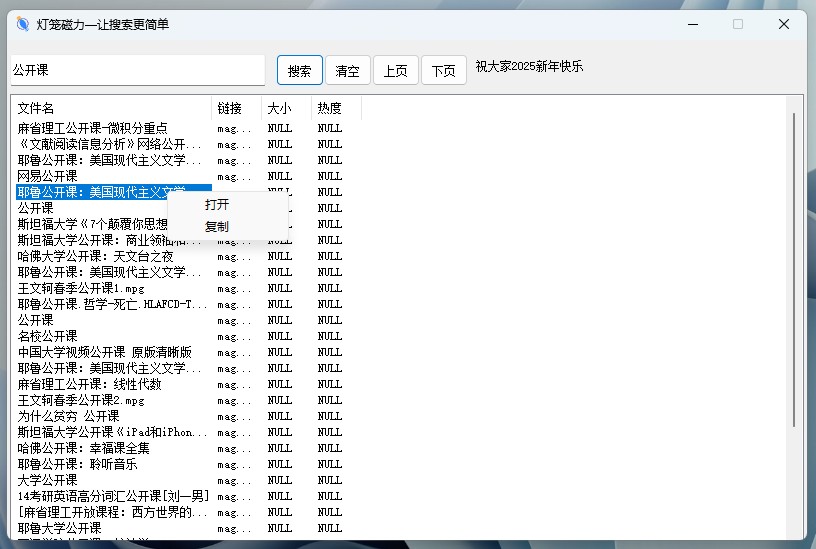 灯笼磁力—让搜索更简单
公开课 搜索 清空 上页 下页 祝大家2025新年快乐
文件名 链接 大小 热度
麻省理工公开课-微积分重点 mag... NULL NULL
《文献阅读信息分析》网络公开... mag... NULL NULL
耶鲁公开课：美国现代主义文学... mag... NULL NULL
网易公开课 mag... NULL NULL
耶鲁公开课：美国现代主义文学 NULL NULL
公开课 打开 NULL
斯坦福大学《7个颠覆你思想 复制 NULL
斯坦福大学公开课：商业领袖和... mag... NULL NULL
哈佛大学公开课：天文台之夜 mag... NULL NULL
耶鲁公开课：美国现代主义文学... mag... NULL NULL
王文轲春季公开课1.mpg mag... NULL NULL
耶鲁公开课.哲学-死亡.HLAFCD-T... mag... NULL NULL
公开课 mag... NULL NULL
名校公开课 mag... NULL NULL
中国大学视频公开课 原版清晰版 mag... NULL NULL
耶鲁公开课：美国现代主义文学... mag... NULL NULL
麻省理工公开课：线性代数 mag... NULL NULL
王文轲春季公开课2.mpg mag... NULL NULL
为什么贫穷 公开课 mag... NULL NULL
斯坦福大学公开课《iPad和iPhon... mag... NULL NULL
哈佛公开课：幸福课全集 mag... NULL NULL
耶鲁公开课：聆听音乐 mag... NULL NULL
大学公开课 mag... NULL NULL
14考研英语高分词汇公开课[刘一男] mag... NULL NULL
[麻省理工开放课程：西方世界的... mag... NULL NULL
耶鲁大学公开课 mag... NULL NULL